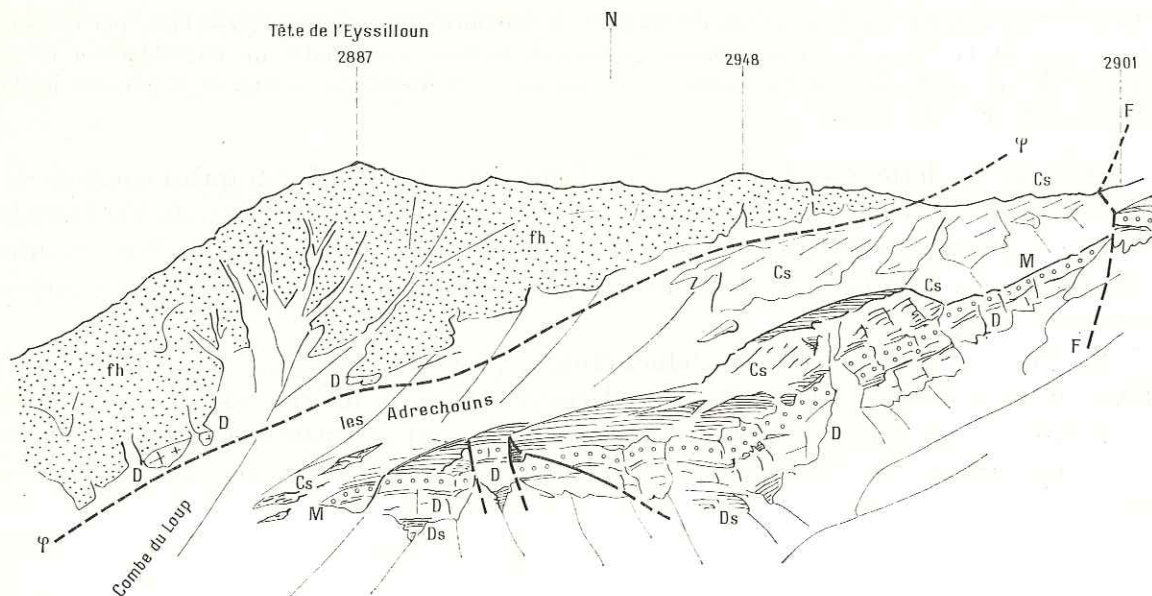 N
Tête de l'Eyssilloun
2887
2948
2901
F
φ
Cs
fh
M
Cs
Cs
D
F
fh
D
Cs
les Adrechouns
D
D
D
Cs
D
M
D
Ds
Ds
φ
Combe du Loup